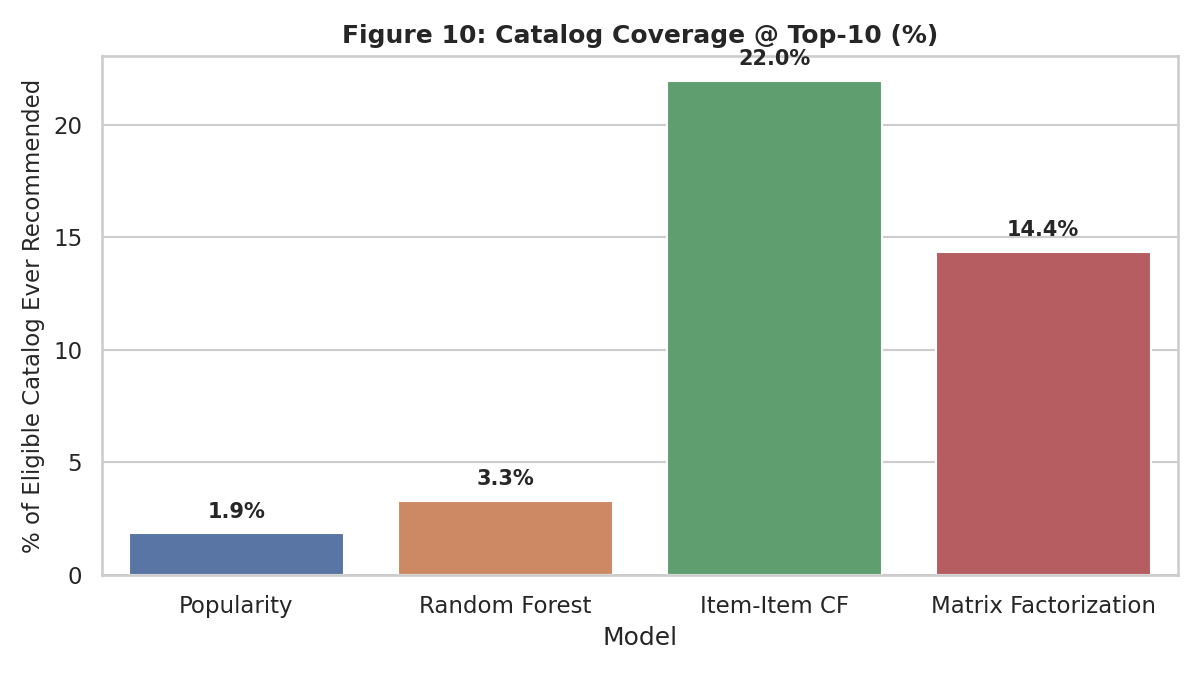 Figure 10: Catalog Coverage @ Top-10 (%)
% of Eligible Catalog Ever Recommended
20
15
10
5
0
1.9%
3.3%
22.0%
14.4%
Popularity
Random Forest
Item-Item CF
Matrix Factorization
Model